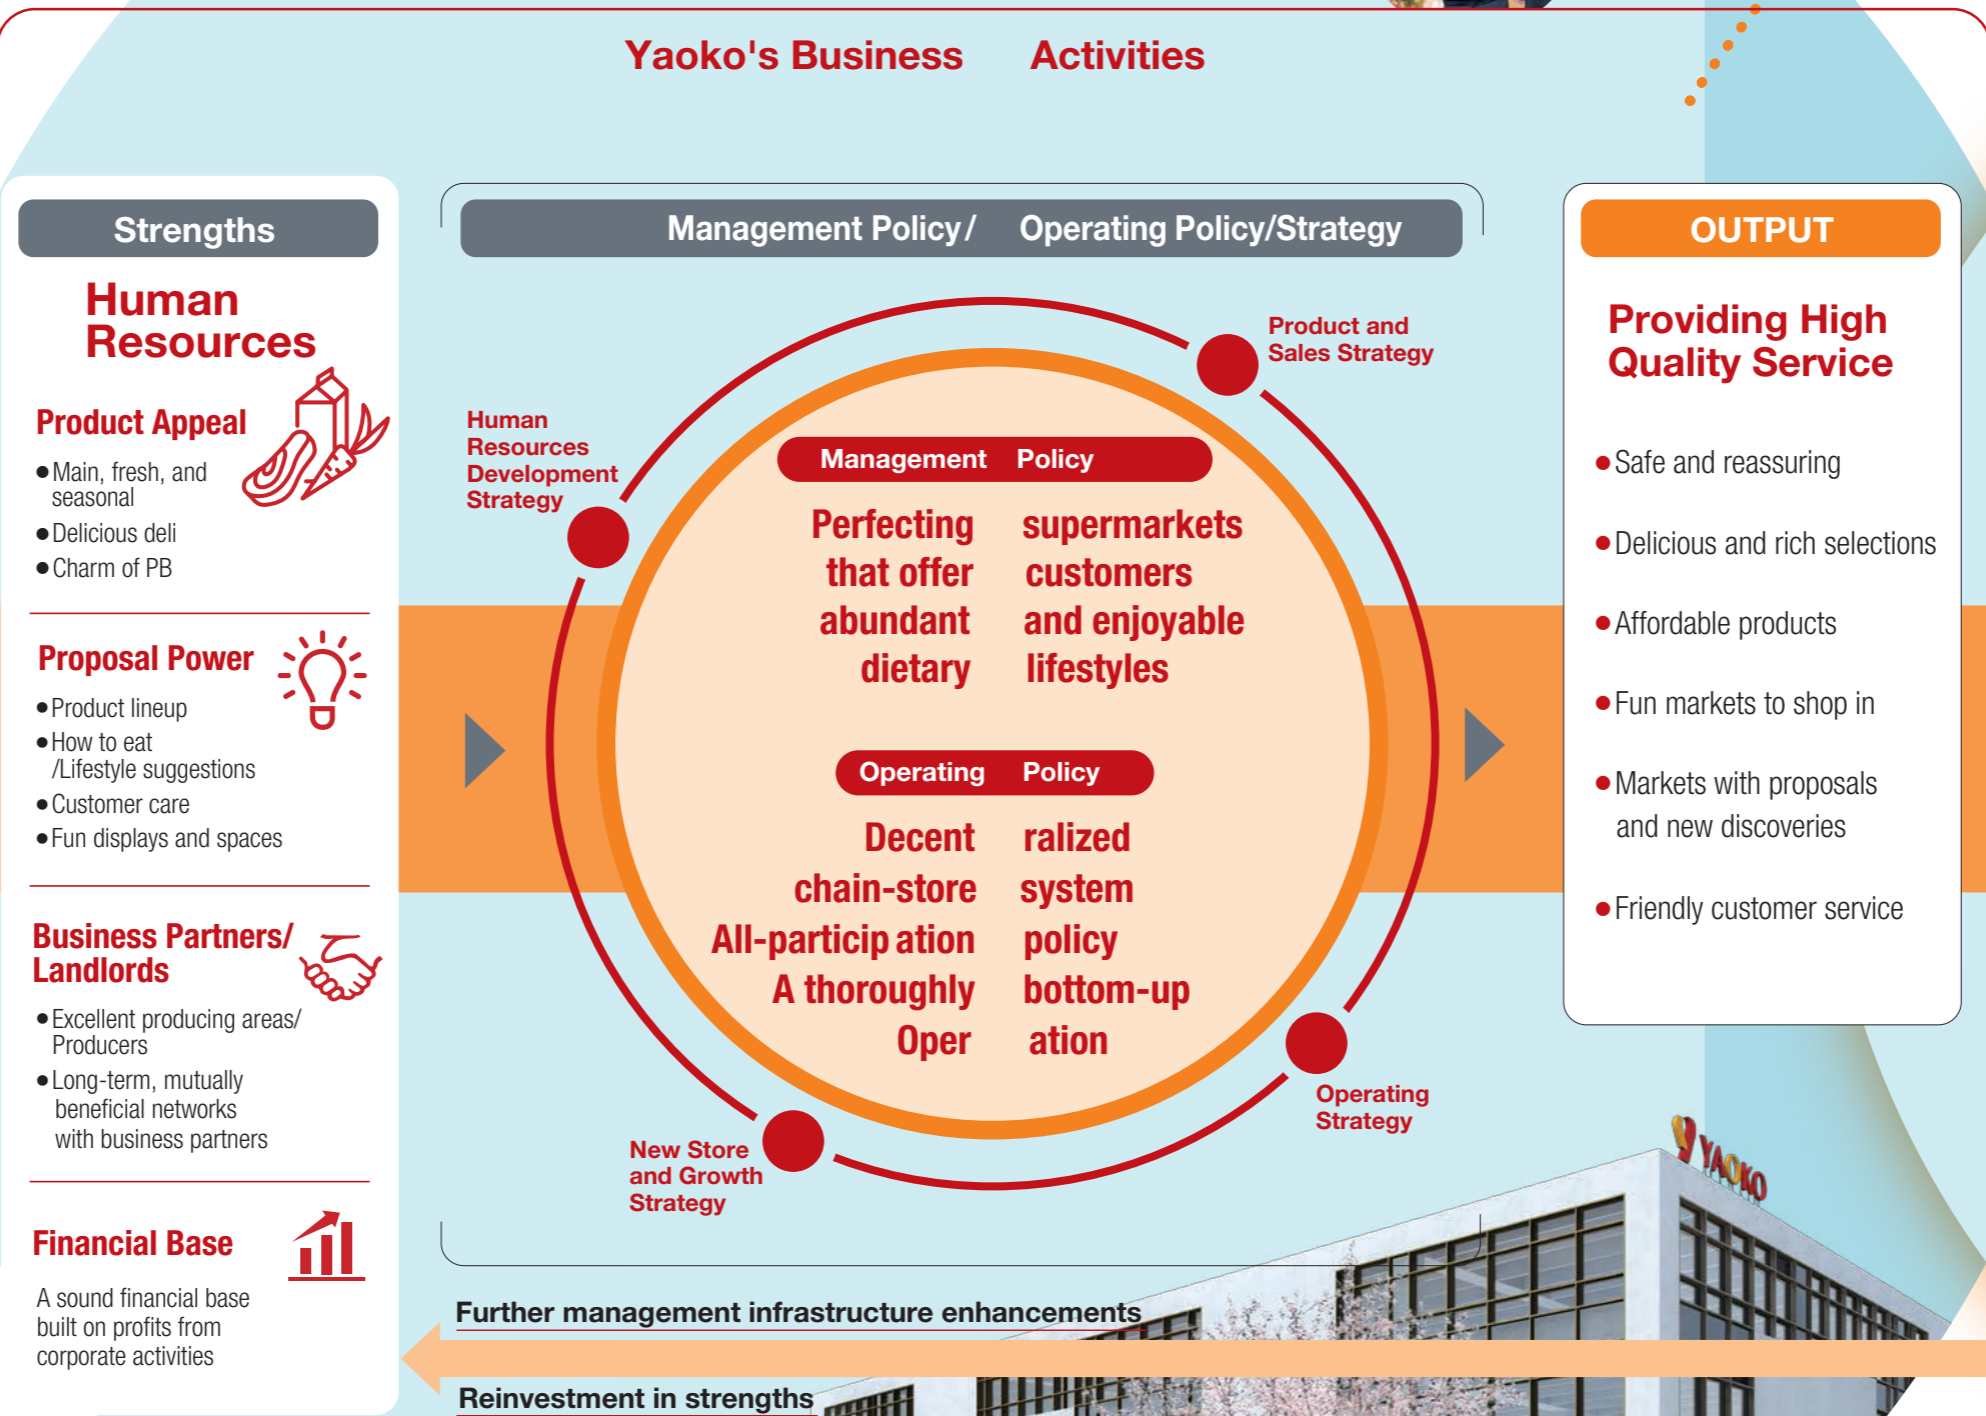 Yaoko's Business Activities
Strengths
Human
Resources
Product Appeal
●Main, fresh, and
seasonal
●Delicious deli
●Charm of PB
Proposal Power
●Product lineup
●How to eat
/Lifestyle suggestions
●Customer care
●Fun displays and spaces
Business Partners/
Landlords
●Excellent producing areas/
Producers
●Long-term, mutually
beneficial networks
with business partners
Financial Base
A sound financial base
built on profits from
corporate activities
Management Policy/ Operating Policy/Strategy
Product and
Sales Strategy
Human
Resources
Development
Strategy
Management Policy
Perfecting supermarkets
that offer customers
abundant and enjoyable
dietary lifestyles
Operating Policy
Decent ralized
chain-store system
All-particip ation policy
A thoroughly bottom-up
Oper ation
Operating
Strategy
New Store
and Growth
Strategy
OUTPUT
Providing High
Quality Service
●Safe and reassuring
●Delicious and rich selections
●Affordable products
●Fun markets to shop in
●Markets with proposals
and new discoveries
●Friendly customer service
YAOKO
Further management infrastructure enhancements
Reinvestment in strengths